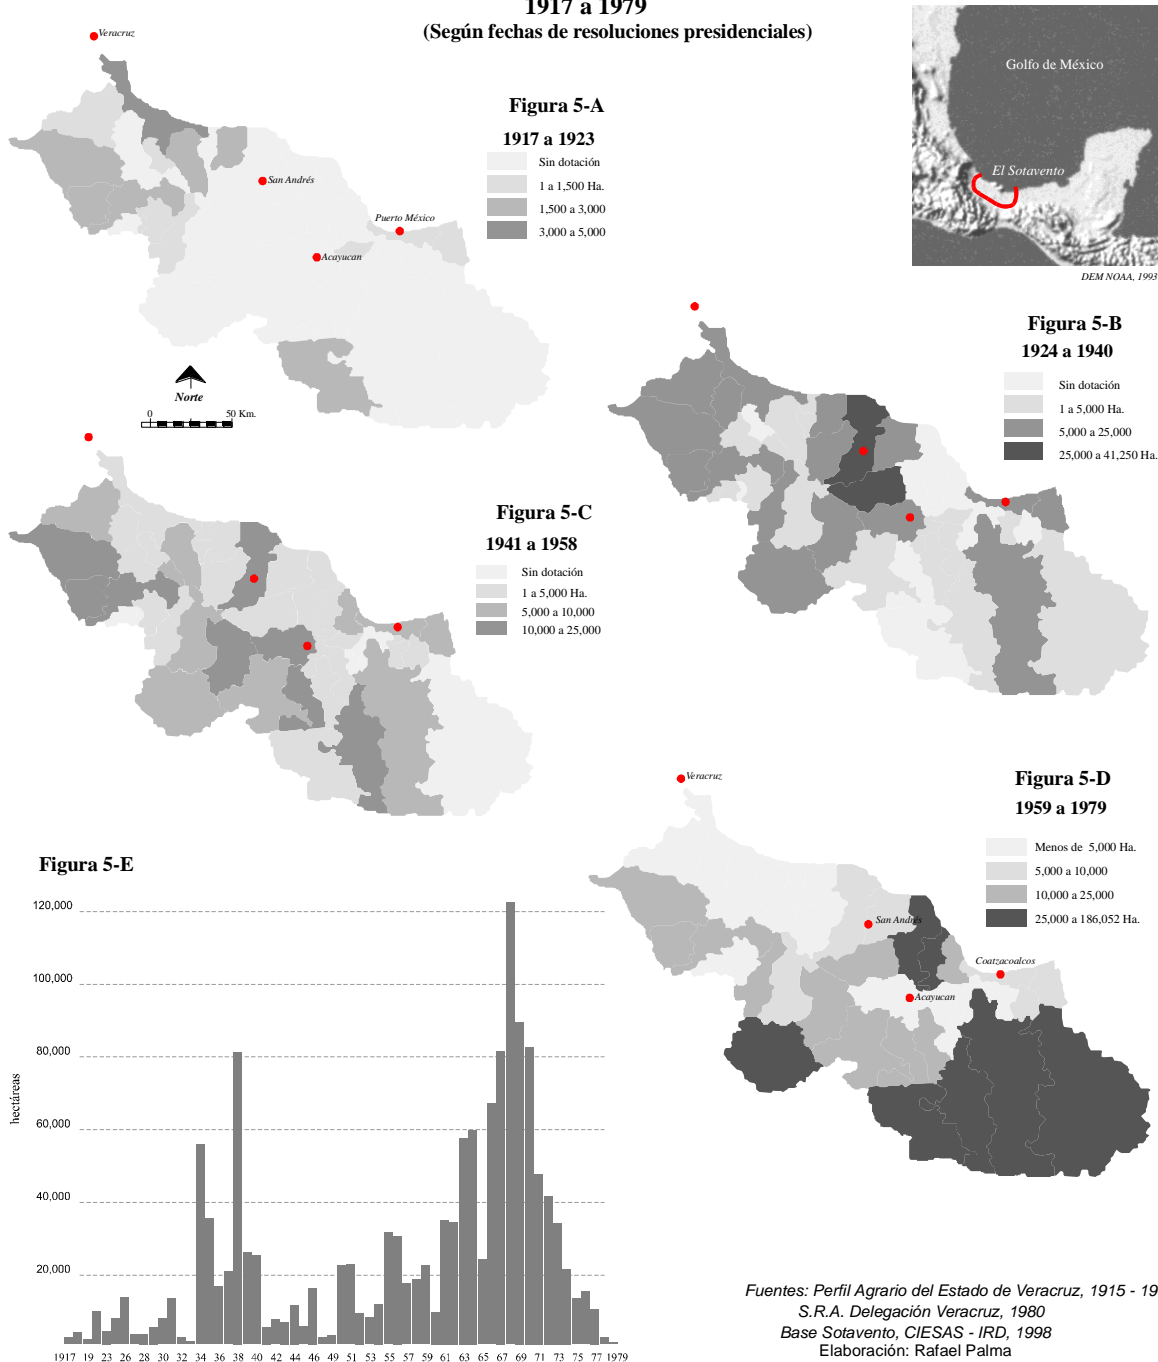 1917 a 1979
(Según fechas de resoluciones presidenciales)
Veracruz
San Andrés
Puerto México
Acayucan
Figura 5-A
1917 a 1923
Sin dotación
1 a 1,500 Ha.
1,500 a 3,000
3,000 a 5,000
Golfo de México
El Sotavento
DEM NOAA, 1993
Norte
0 50 Km.
Figura 5-B
1924 a 1940
Sin dotación
1 a 5,000 Ha.
5,000 a 25,000
25,000 a 41,250 Ha.
Figura 5-C
1941 a 1958
Sin dotación
1 a 5,000 Ha.
5,000 a 10,000
10,000 a 25,000
Veracruz
San Andrés
Coatzacoalcos
Acayucan
Figura 5-D
1959 a 1979
Menos de 5,000 Ha.
5,000 a 10,000
10,000 a 25,000
25,000 a 186,052 Ha.
Figura 5-E
120,000
100,000
80,000
60,000
40,000
20,000
hectáreas
1917 19 23 26 28 30 32 34 36 38 40 42 44 46 49 51 53 55 57 59 61 63 65 67 69 71 73 75 77 1979
Fuentes: Perfil Agrario del Estado de Veracruz, 1915 - 19
S.R.A. Delegación Veracruz, 1980
Base Sotavento, CIESAS - IRD, 1998
Elaboración: Rafael Palma